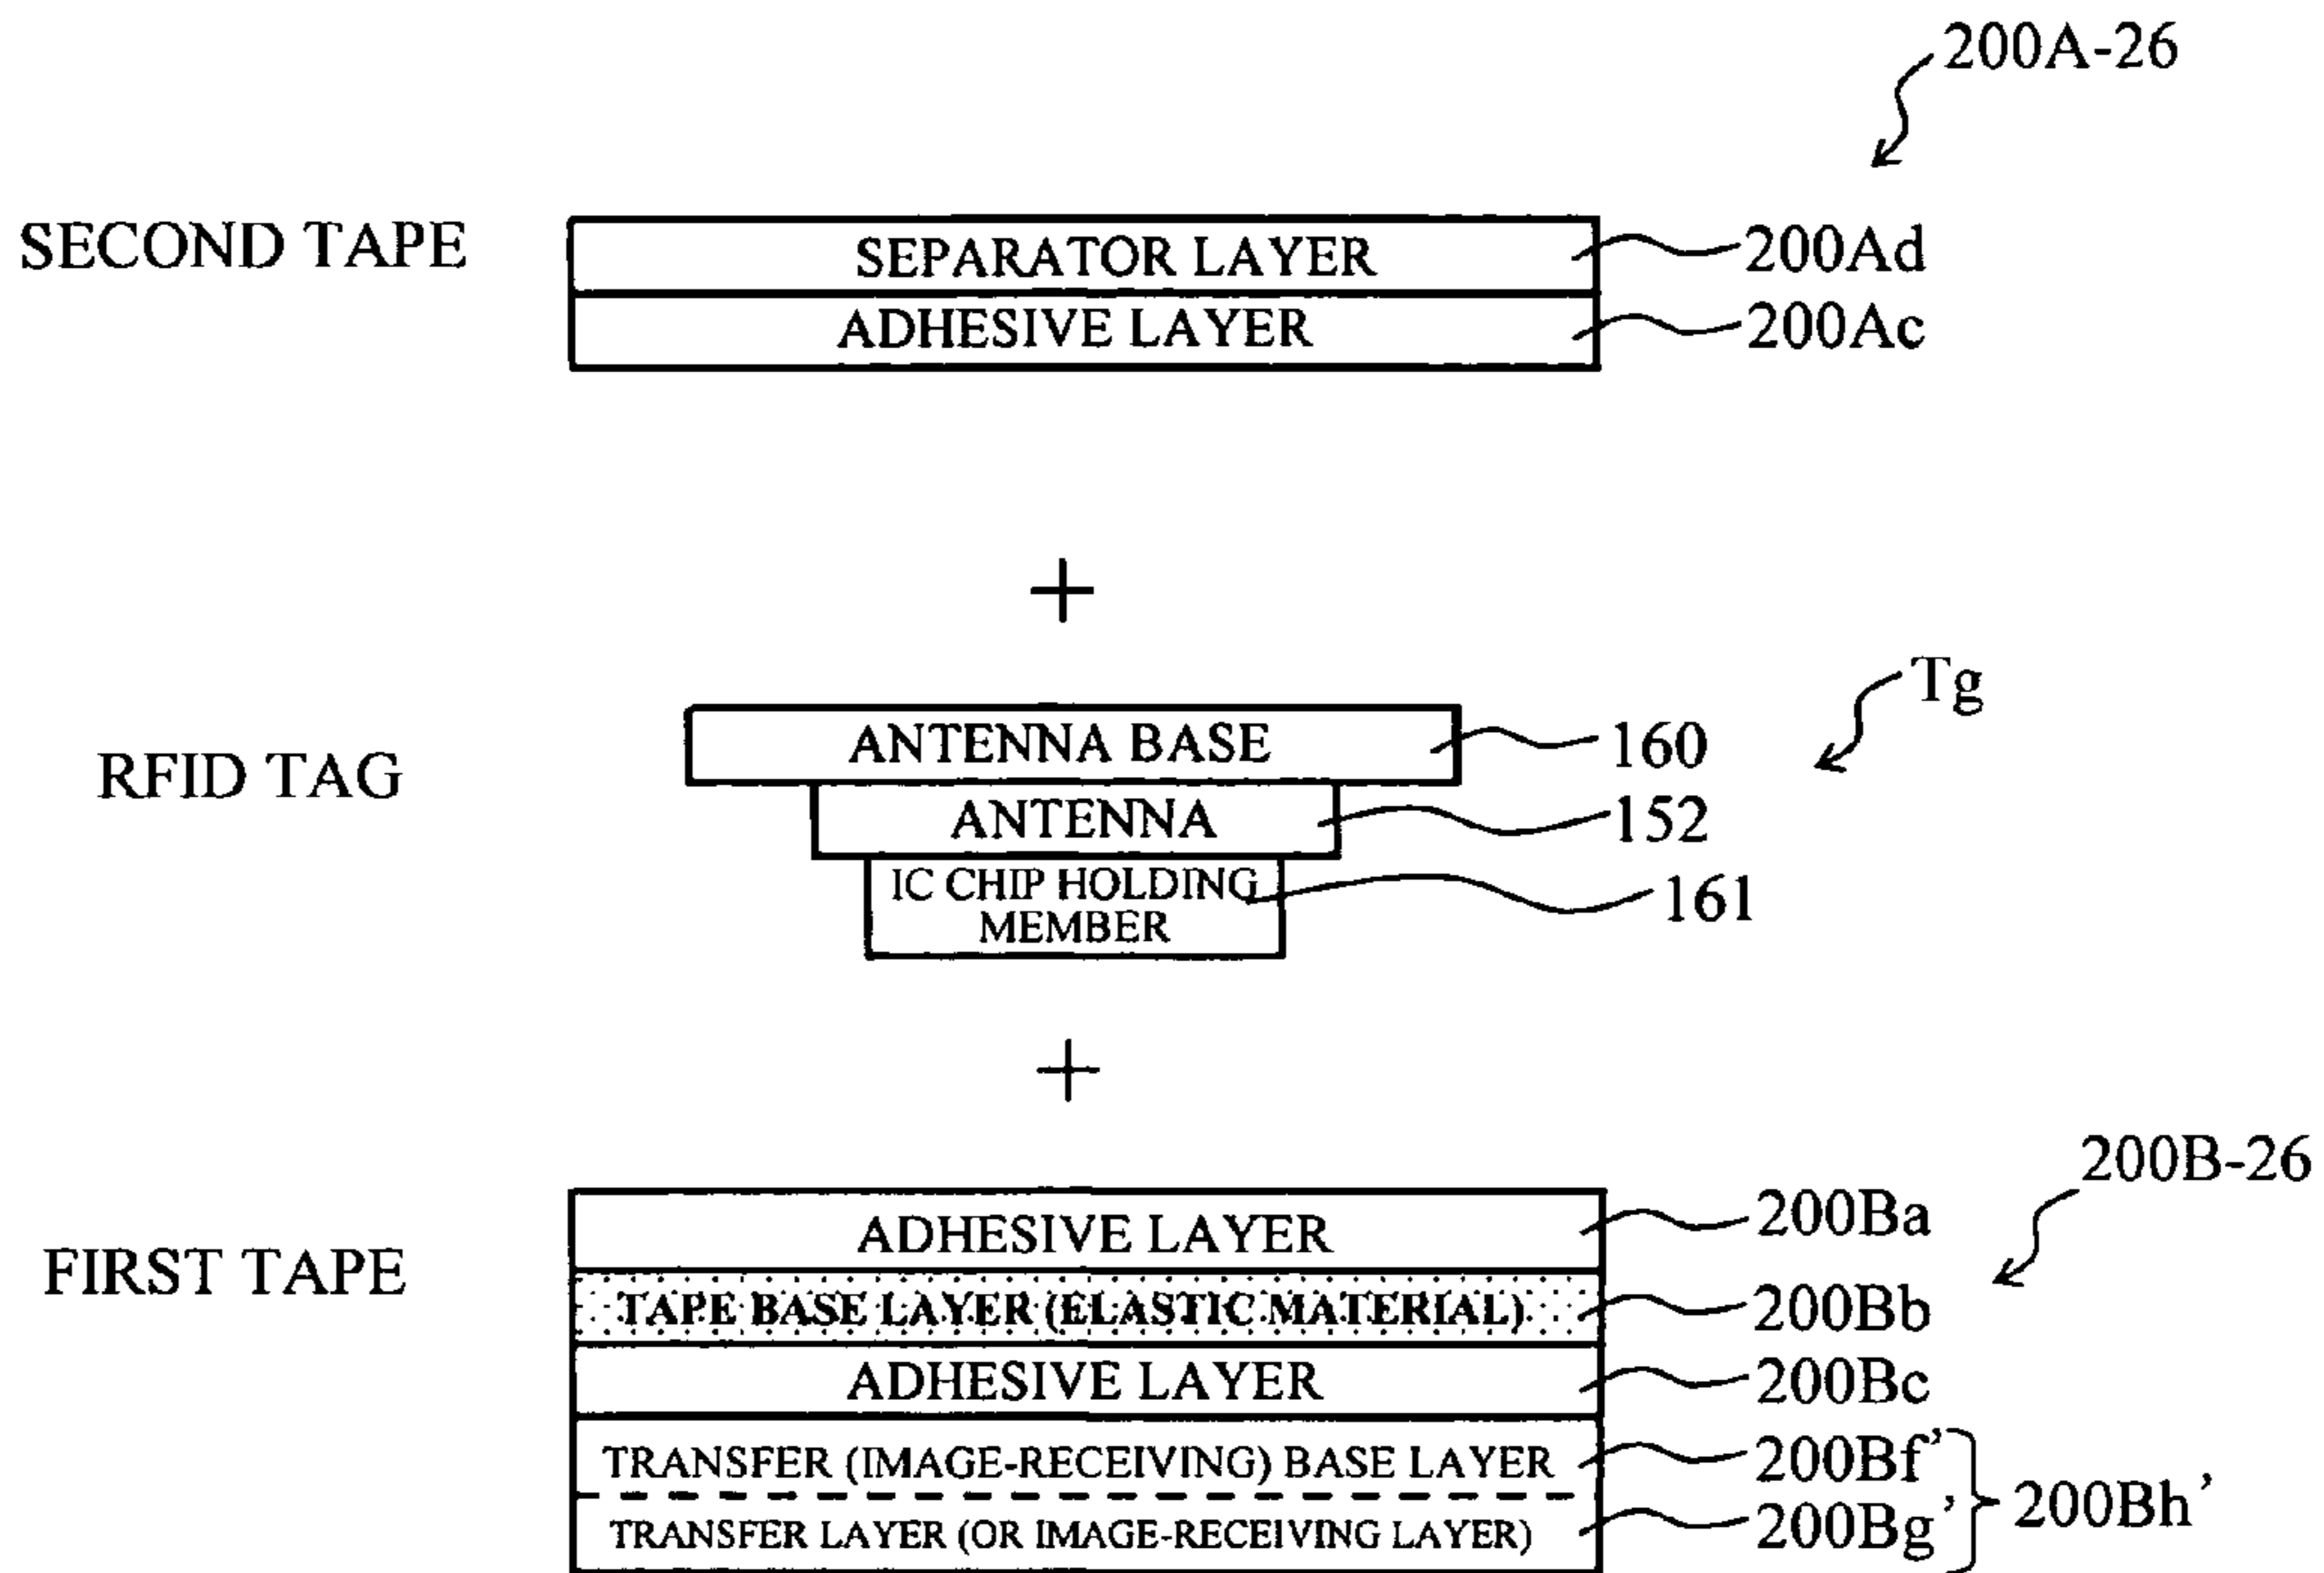 200A-26
SECOND TAPE
SEPARATOR LAYER
200Ad
ADHESIVE LAYER
200Ac
+
Tg
RFID TAG
ANTENNA BASE
160
ANTENNA
152
IC CHIP HOLDING
MEMBER
161
+
200B-26
FIRST TAPE
ADHESIVE LAYER
200Ba
TAPE BASE LAYER (ELASTIC MATERIAL)
200Bb
ADHESIVE LAYER
200Bc
TRANSFER (IMAGE-RECEIVING) BASE LAYER
200Bf’
TRANSFER LAYER (OR IMAGE-RECEIVING LAYER)
200Bg’
200Bh’